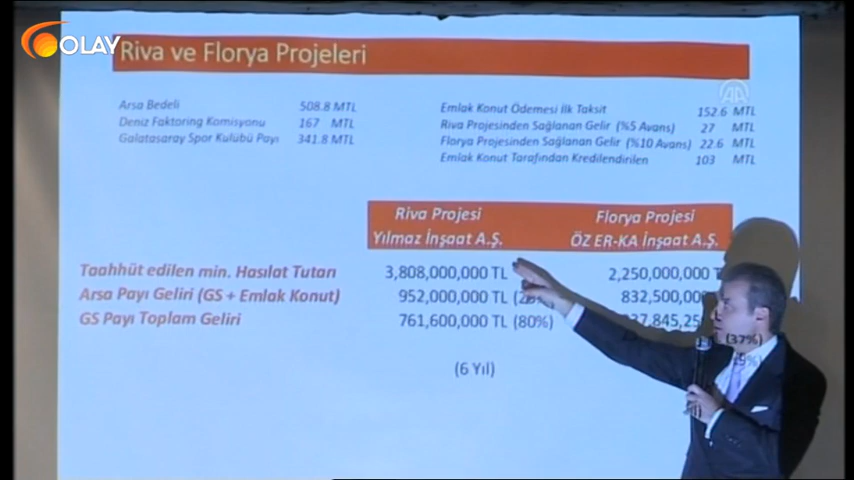 OLAY
Riva ve Florya Projeleri
AA
Arsa Bedeli 508.8 MTL
Deniz Faktoring Komisyonu 167 MTL
Galatasaray Spor Kulübü Payı 341.8 MTL
Emlak Konut Ödemesi İlk Taksit 152.6 MTL
Riva Projesinden Sağlanan Gelir (%5 Avans) 27 MTL
Florya Projesinden Sağlanan Gelir (%10 Avans) 22.6 MTL
Emlak Konut Tarafından Kredilendirilen 103 MTL
Riva Projesi Florya Projesi
Yılmaz İnşaat A.Ş. ÖZ ER-KA İnşaat A.Ş.
Taahhüt edilen min. Hasılat Tutarı 3,808,000,000 TL 2,250,000,000
Arsa Payı Geliri (GS + Emlak Konut) 952,000,000 TL 832,500,000
GS Payı Toplam Geliri 761,600,000 TL (80%)
(37%)
(6 Yıl)